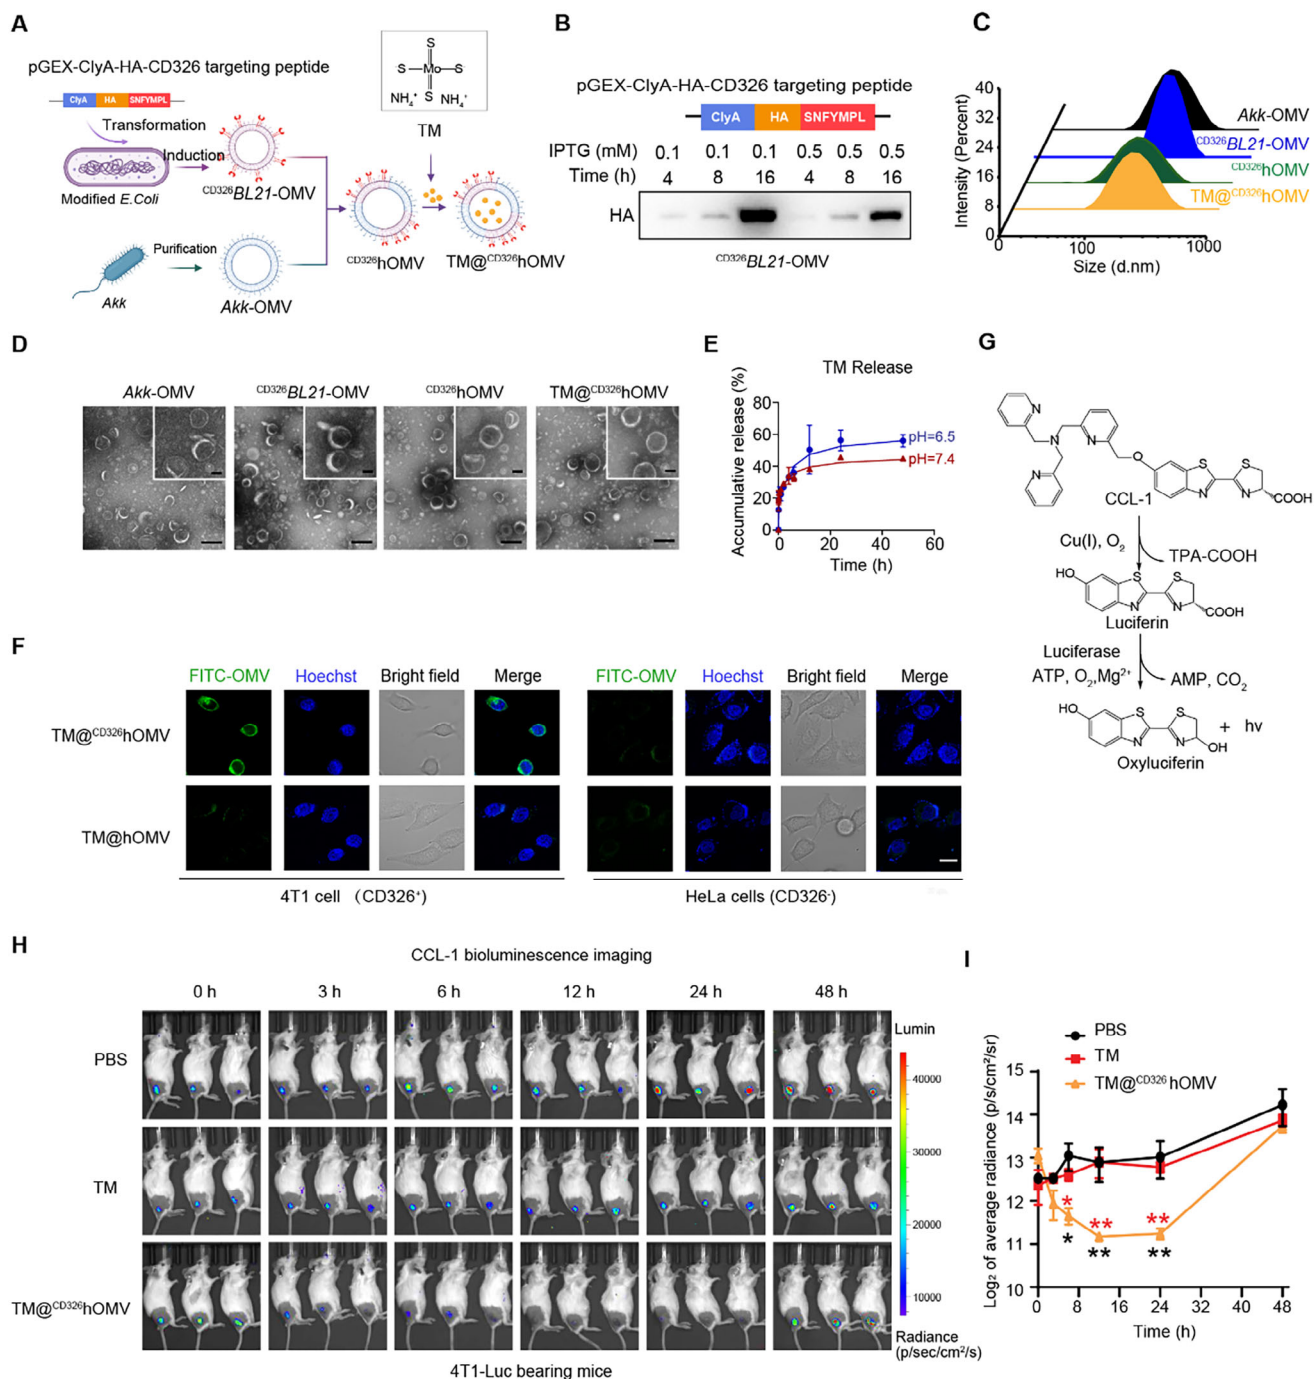 A
pGEX-ClyA-HA-CD326 targeting peptide
ClyA HA SNFYMPL
Transformation
Induction
Modified E.Coli
CD326BL21-OMV
Purification
Akk
Akk-OMV
S
S Mo S
S
NH4+ NH4+
TM
CD326hOMV
TM@CD326hOMV
B
pGEX-ClyA-HA-CD326 targeting peptide
ClyA HA SNFYMPL
IPTG (mM) 0.1 0.1 0.1 0.5 0.5 0.5
Time (h) 4 8 16 4 8 16
HA
CD326BL21-OMV
C
Intensity (Percent)
40
32
24
16
8
0
0 100 1000
Size (d.nm)
Akk-OMV
CD326BL21-OMV
CD326hOMV
TM@CD326hOMV
D
Akk-OMV CD326BL21-OMV CD326hOMV TM@CD326hOMV
E
TM Release
Accumulative release (%)
80
60
40
20
0
0 20 40 60
Time (h)
pH=6.5
pH=7.4
F
FITC-OMV Hoechst Bright field Merge FITC-OMV Hoechst Bright field Merge
TM@CD326hOMV
TM@hOMV
4T1 cell （CD326+) HeLa cells (CD326-)
G
N
N N
N
O
S S
N N
COOH
CCL-1
Cu(I), O2
TPA-COOH
HO
S S
N N
COOH
Luciferin
Luciferase
ATP, O2,Mg2+
AMP, CO2
HO
S S
N N
OH
+ hv
Oxyluciferin
H
CCL-1 bioluminescence imaging
0 h 3 h 6 h 12 h 24 h 48 h
PBS
TM
TM@CD326hOMV
Lumin
40000
30000
20000
10000
Radiance
(p/sec/cm2/s)
4T1-Luc bearing mice
I
PBS
TM
TM@CD326hOMV
Log2 of average radiance (p/s/cm2/sr)
15
14
13
12
11
10
* ** **
* ** **
0 8 16 24 32 40 48
Time (h)